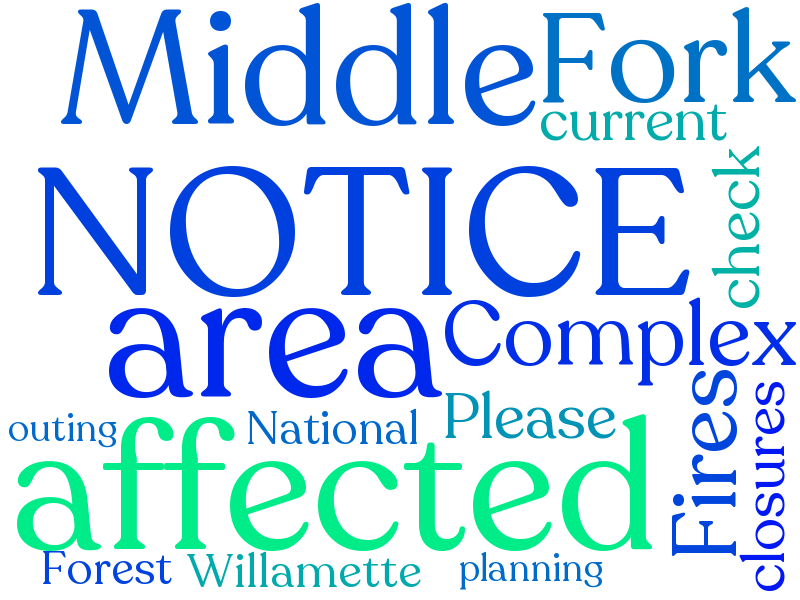 Middle
Fork
current
check
NOTICE
area
Complex
Fires
closures
outing
National
Please
affected
Forest
Willamette
planning